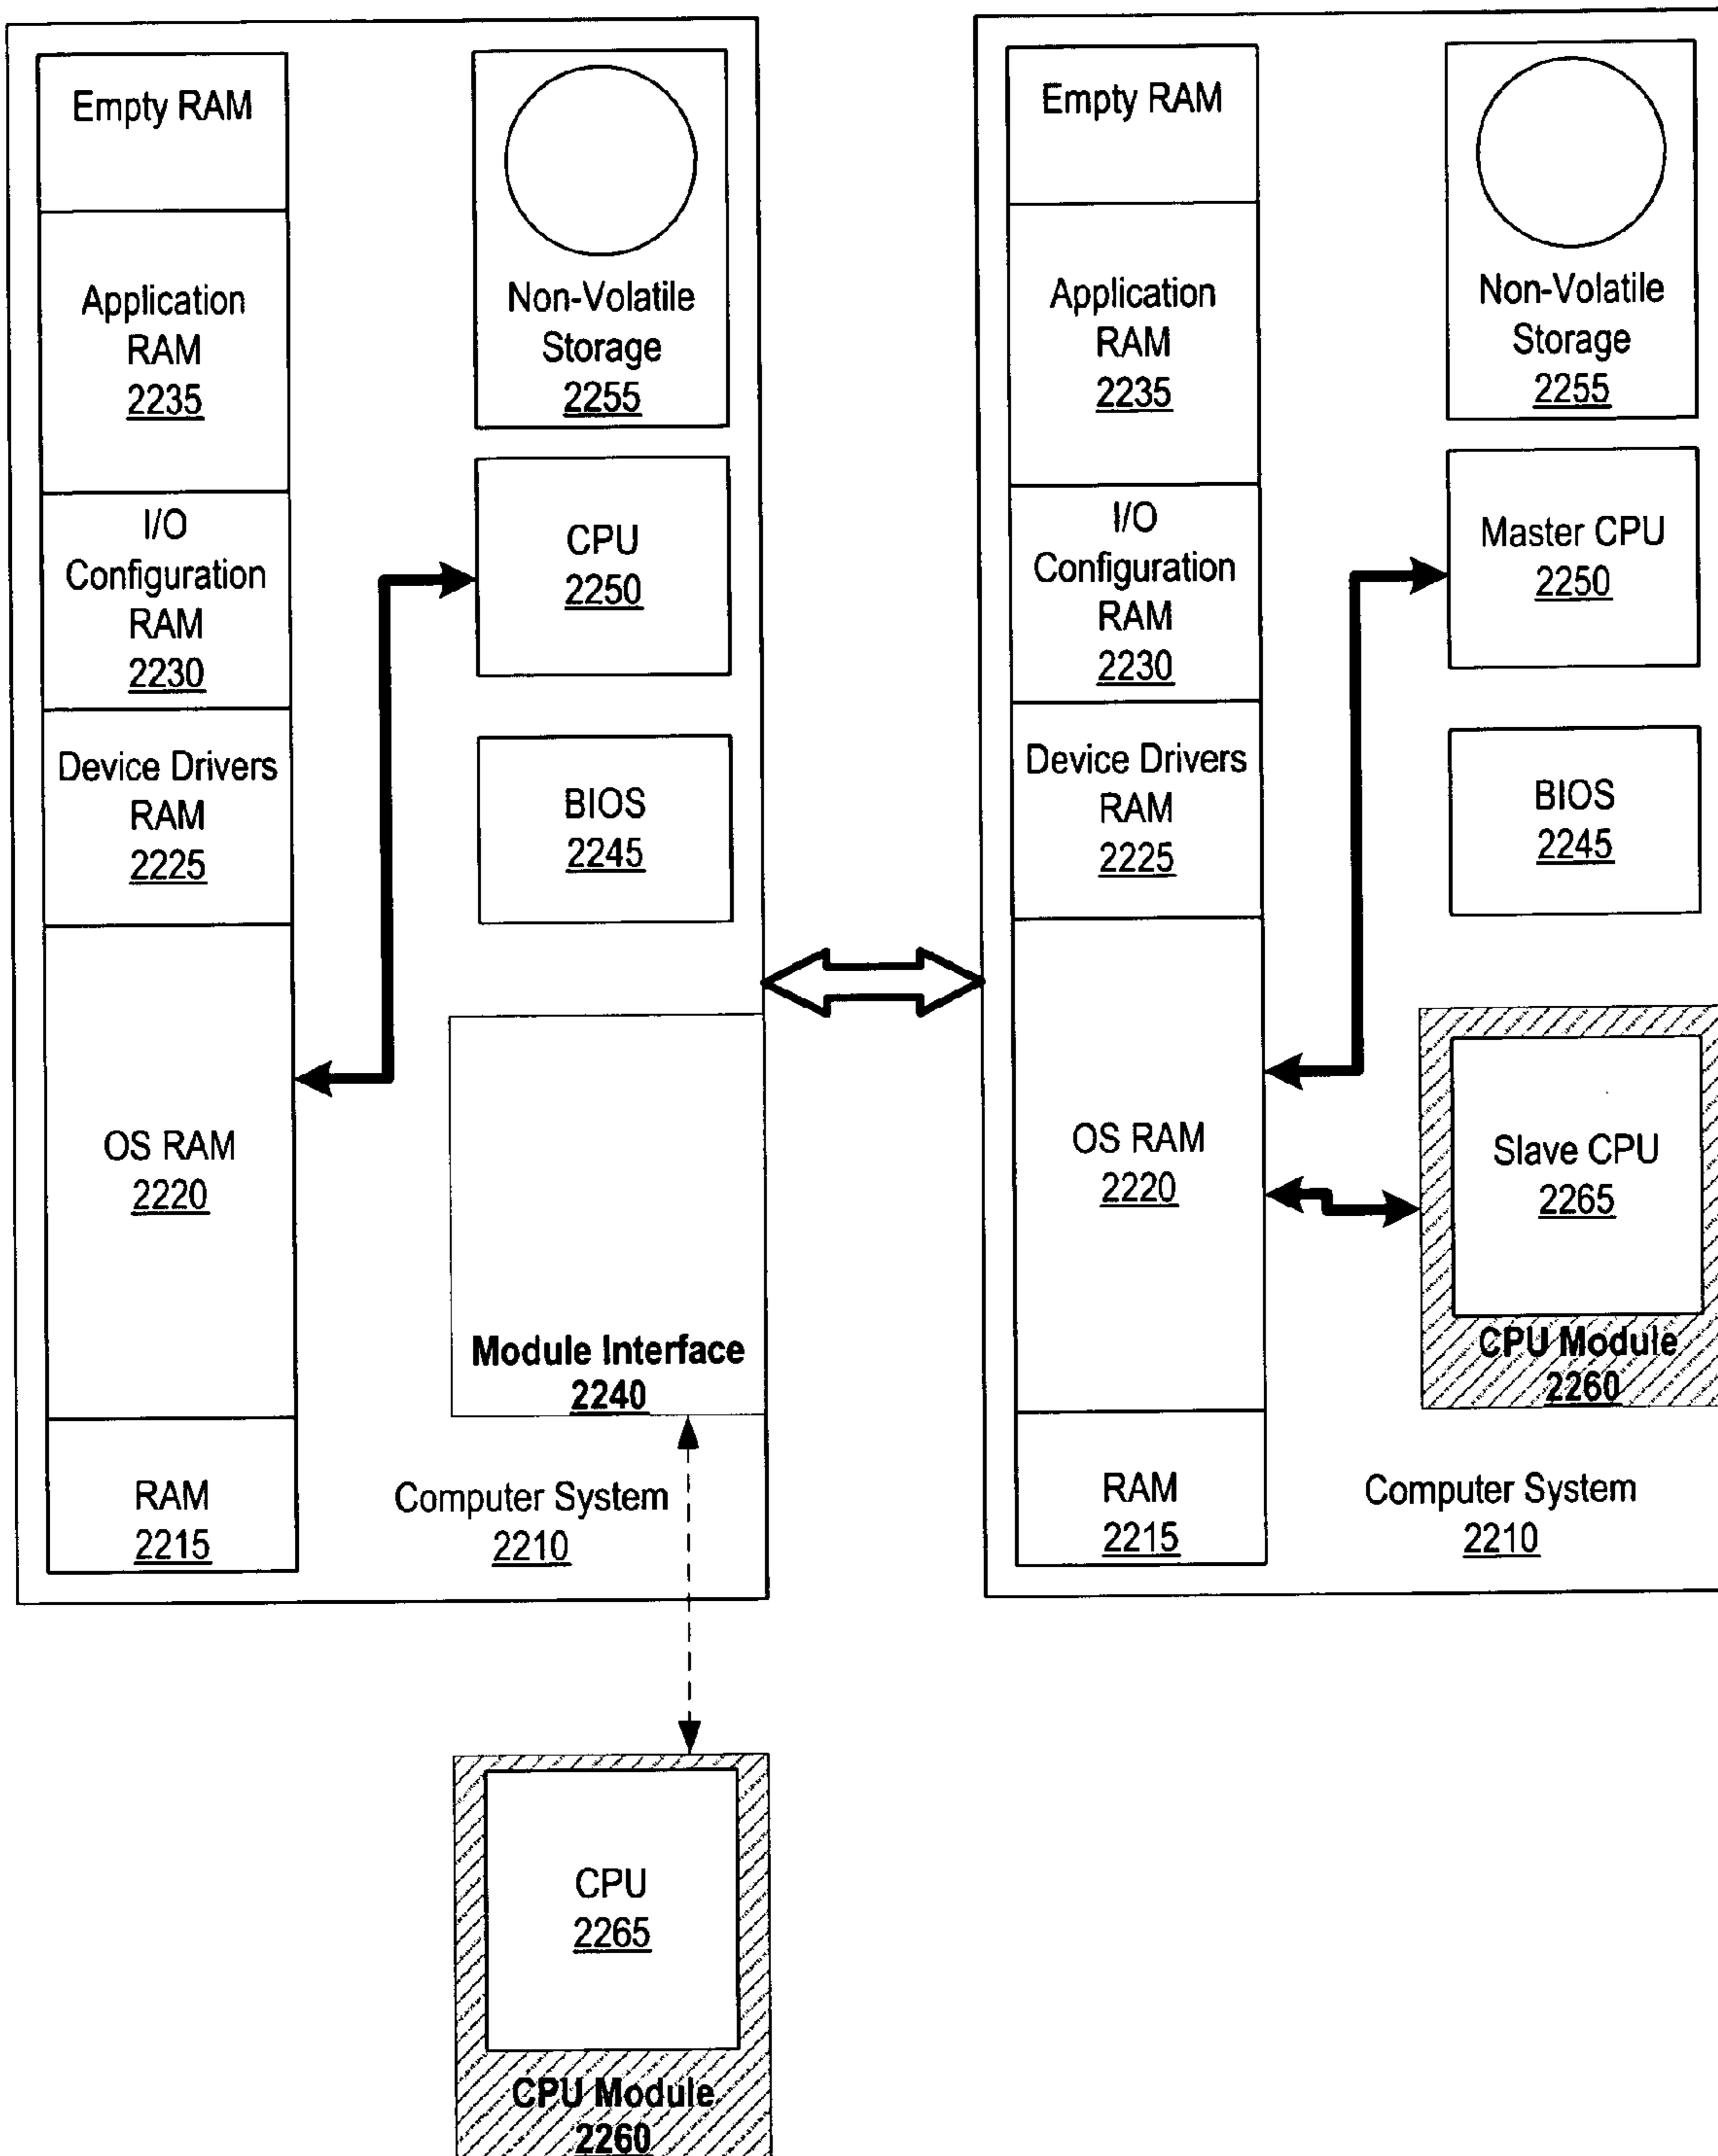 Empty RAM
Application
RAM
2235
I/O
Configuration
RAM
2230
Device Drivers
RAM
2225
OS RAM
2220
RAM
2215
Non-Volatile
Storage
2255
CPU
2250
BIOS
2245
Module Interface
2240
Computer System
2210
CPU
2265
CPU Module
2260
Empty RAM
Application
RAM
2235
I/O
Configuration
RAM
2230
Device Drivers
RAM
2225
OS RAM
2220
RAM
2215
Non-Volatile
Storage
2255
Master CPU
2250
BIOS
2245
Slave CPU
2265
CPU Module
2260
Computer System
2210